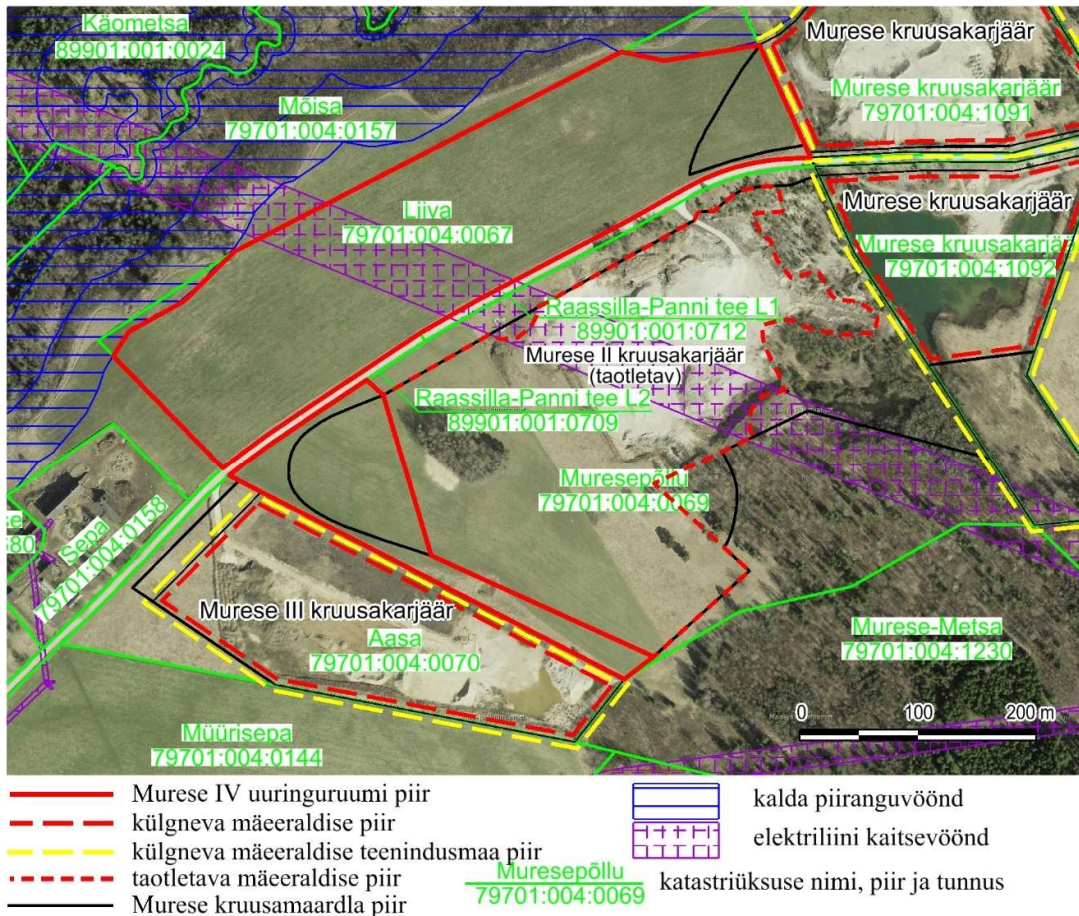 Käometsa
89901:001:0024
Mõisa
79701:004:0157
Murese kruusakarjäär
Murese kruusakarjäär
79701:004:1091
Liiva
79701:004:0067
Murese kruusakarjäär
Murese kruusakarjää
79701:004:1092
Raassilla-Panni tee L1
89901:001:0712
Murese II kruusakarjäär
(taotletav)
Raassilla-Panni tee L2
89901:001:0709
Muresepõllu
79701:004:0069
se
680
Sepa
79701:004:0158
Murese III kruusakarjäär
Aasa
79701:004:0070
Murese-Metsa
79701:004:1230
Müürisepa
79701:004:0144
0 100 200 m
Murese IV uuringuruumi piir
külgneva mäeeraldise piir
külgneva mäeeraldise teenindusmaa piir
taotletava mäeeraldise piir
Murese kruusamaardla piir
kalda piiranguvöönd
elektriliini kaitsevöönd
Muresepõllu
79701:004:0069
katastriüksuse nimi, piir ja tunnus